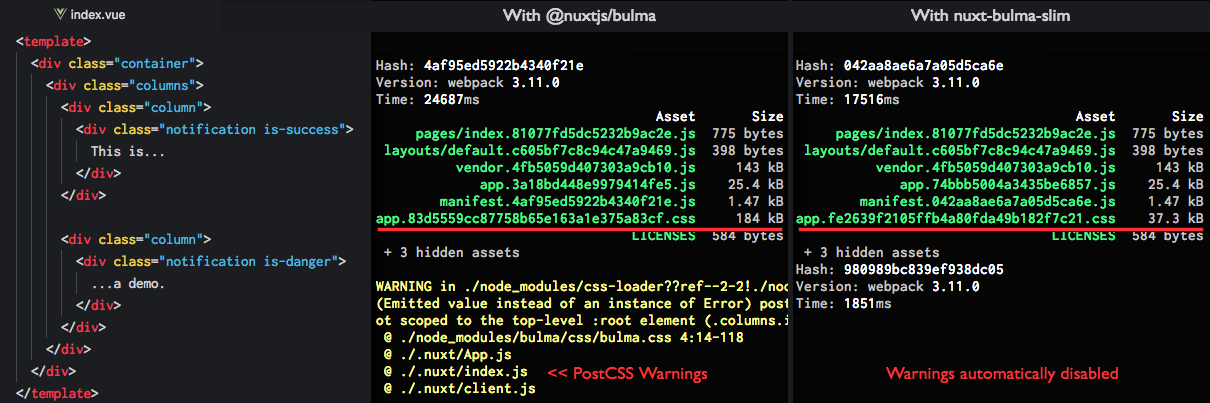 index.vue
<template>
<div class="container">
<div class="columns">
<div class="column">
<div class="notification is-success">
This is...
</div>
</div>
<div class="column">
<div class="notification is-danger">
...a demo.
</div>
</div>
</div>
</div>
</template>
With @nuxtjs/bulma
Hash: 4af95ed5922b4340f21e
Version: webpack 3.11.0
Time: 24687ms
Asset Size
pages/index.81077fd5dc5232b9ac2e.js 775 bytes
layouts/default.c605bf7c8c94c47a9469.js 398 bytes
vendor.4fb5059d407303a9cb10.js 143 kB
app.3a18bd448e9979414fe5.js 25.4 kB
manifest.4af95ed5922b4340f21e.js 1.47 kB
app.83d5559cc87758b65e163a1e375a83cf.css 184 kB
LICENSES 584 bytes
+ 3 hidden assets
WARNING in ./node_modules/css-loader??ref--2-2!./no
(Emitted value instead of an instance of Error) post
ot scoped to the top-level :root element (.columns.i
@ ./node_modules/bulma/css/bulma.css 4:14-118
@ ./.nuxt/App.js
@ ./.nuxt/index.js << PostCSS Warnings
@ ./.nuxt/client.js
With nuxt-bulma-slim
Hash: 042aa8ae6a7a05d5ca6e
Version: webpack 3.11.0
Time: 17516ms
Asset Size
pages/index.81077fd5dc5232b9ac2e.js 775 bytes
layouts/default.c605bf7c8c94c47a9469.js 398 bytes
vendor.4fb5059d407303a9cb10.js 143 kB
app.74bbb5004a3435be6857.js 25.4 kB
manifest.042aa8ae6a7a05d5ca6e.js 1.47 kB
app.fe2639f2105ffb4a80fda49b182f7c21.css 37.3 kB
LICENSES 584 bytes
+ 3 hidden assets
Hash: 980989bc839ef938dc05
Version: webpack 3.11.0
Time: 1851ms
Warnings automatically disabled